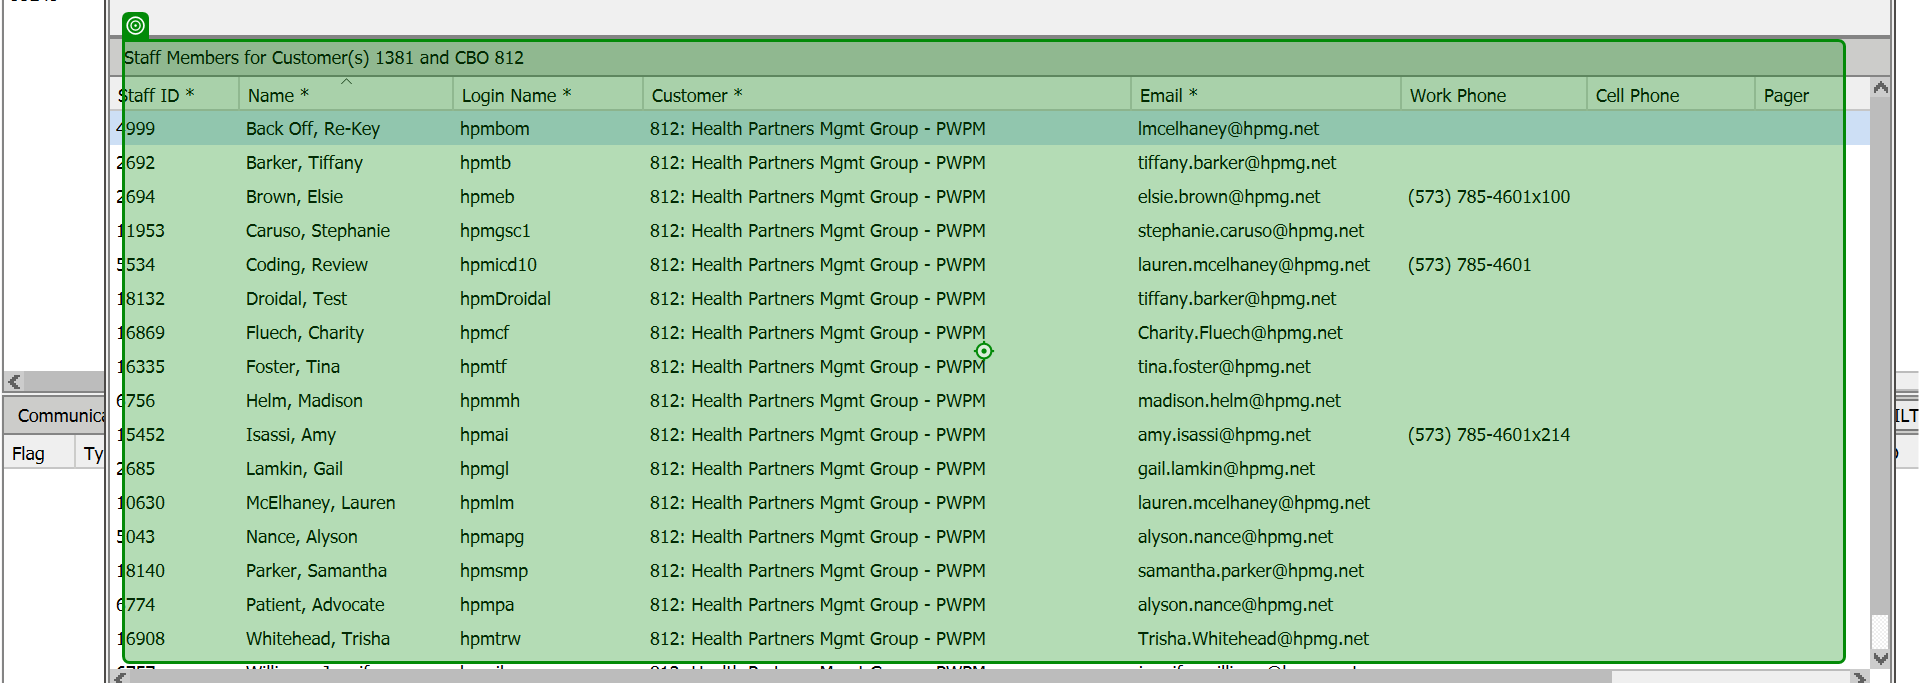 Staff Members for Customer(s) 1381 and CBO 812
Staff ID * Name * Login Name * Customer * Email * Work Phone Cell Phone Pager
4999 Back Off, Re-Key hpmbom 812: Health Partners Mgmt Group - PWPM lmcelhaney@hpmg.net
2692 Barker, Tiffany hpmtb 812: Health Partners Mgmt Group - PWPM tiffany.barker@hpmg.net
2694 Brown, Elsie hpmeb 812: Health Partners Mgmt Group - PWPM elsie.brown@hpmg.net (573) 785-4601x100
11953 Caruso, Stephanie hpmgsc1 812: Health Partners Mgmt Group - PWPM stephanie.caruso@hpmg.net
5534 Coding, Review hpmicd10 812: Health Partners Mgmt Group - PWPM lauren.mcelhaney@hpmg.net (573) 785-4601
18132 Droidal, Test hpmDroidal 812: Health Partners Mgmt Group - PWPM tiffany.barker@hpmg.net
16869 Fluech, Charity hpmcf 812: Health Partners Mgmt Group - PWPM Charity.Fluech@hpmg.net
16335 Foster, Tina hpmtf 812: Health Partners Mgmt Group - PWPM tina.foster@hpmg.net
6756 Helm, Madison hpmmh 812: Health Partners Mgmt Group - PWPM madison.helm@hpmg.net
15452 Isassi, Amy hpmai 812: Health Partners Mgmt Group - PWPM amy.isassi@hpmg.net (573) 785-4601x214
2685 Lamkin, Gail hpmgl 812: Health Partners Mgmt Group - PWPM gail.lamkin@hpmg.net
10630 McElhaney, Lauren hpmlm 812: Health Partners Mgmt Group - PWPM lauren.mcelhaney@hpmg.net
5043 Nance, Alyson hpmapg 812: Health Partners Mgmt Group - PWPM alyson.nance@hpmg.net
18140 Parker, Samantha hpmsmp 812: Health Partners Mgmt Group - PWPM samantha.parker@hpmg.net
6774 Patient, Advocate hpmpa 812: Health Partners Mgmt Group - PWPM alyson.nance@hpmg.net
16908 Whitehead, Trisha hpmtrw 812: Health Partners Mgmt Group - PWPM Trisha.Whitehead@hpmg.net
Communica
Flag Ty
ILT